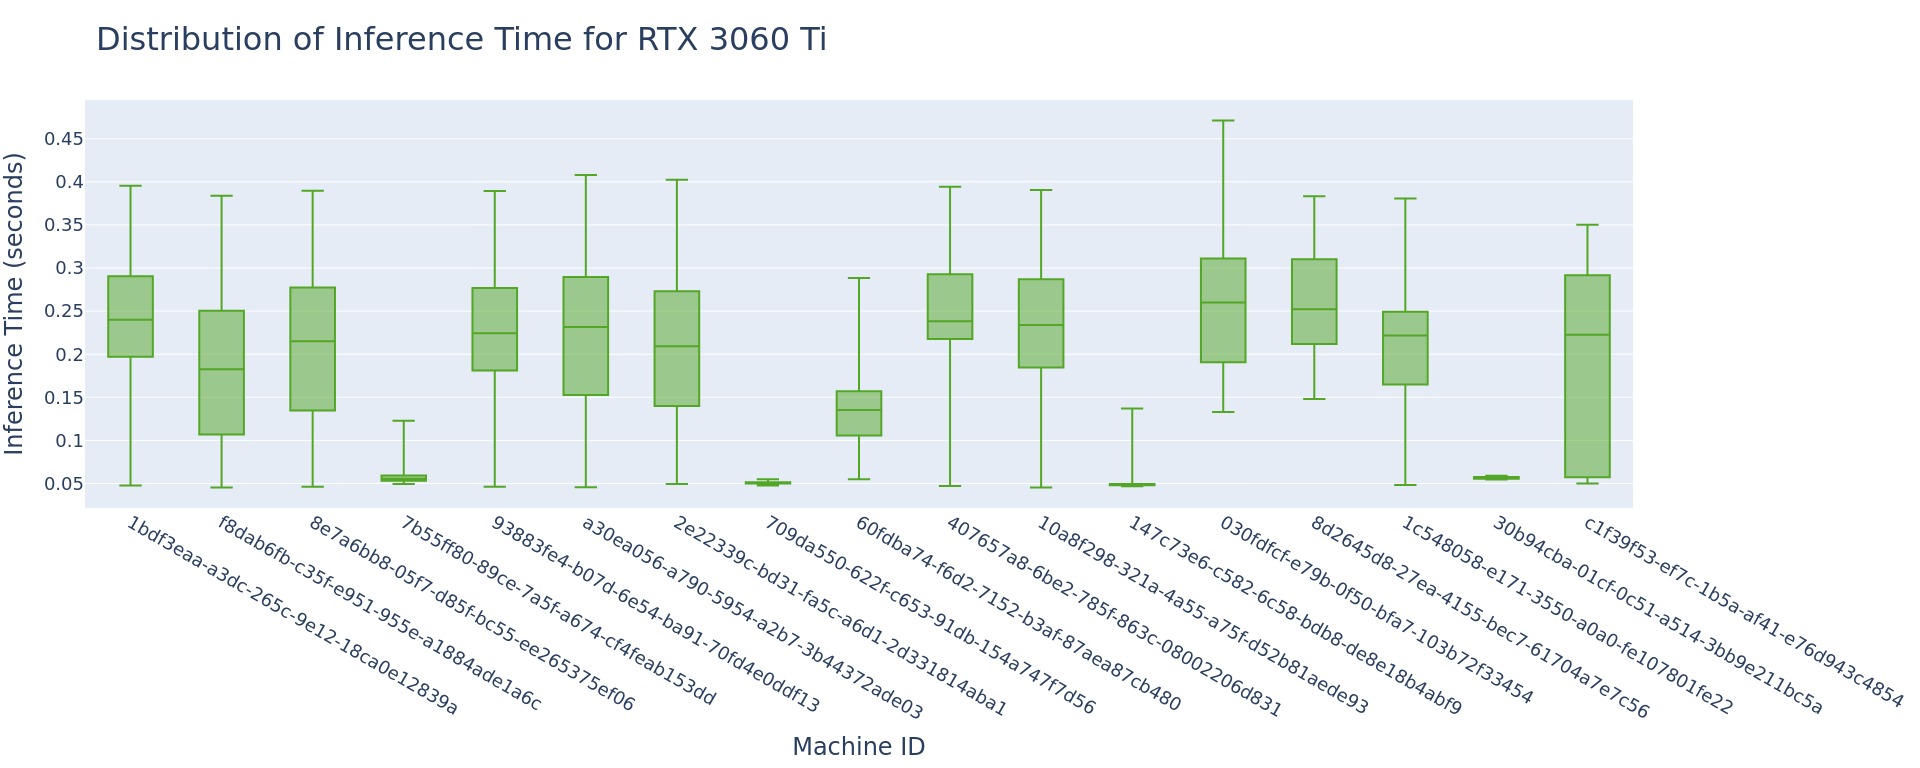 Distribution of Inference Time for RTX 3060 Ti
Inference Time (seconds)
0.45
0.4
0.35
0.3
0.25
0.2
0.15
0.1
0.05
1bdf3eaa-a3dc-265c-9e12-18ca0e12839a
f8dab6fb-c35f-e951-955e-a1884ade1a6c
8e7a6bb8-05f7-d85f-bc55-ee265375ef06
7b55ff80-89ce-7a5f-a674-cf4feab153dd
93883fe4-b07d-6e54-ba91-70fd4e0ddf13
a30ea056-a790-5954-a2b7-3b44372ade03
2e22339c-bd31-fa5c-a6d1-2d331814aba1
709da550-622f-c653-91db-154a747f7d56
60fdba74-f6d2-7152-b3af-87aea87cb480
407657a8-6be2-785f-863c-0800220d831
10a8f298-321a-4a55-a75f-d52b81aede93
147c73e6-c582-6c58-bdb8-de8e18b4abf9
030fdfcf-e79b-0f50-bfa7-103b72f33454
8d2645d8-27ea-4155-bec7-61704a7e7c56
1c548058-e171-3550-a0a0-fe107801fe22
30b94cba-01cf-0c51-a514-3bb9e211bc5a
c1f39f53-ef7c-1b5a-af41-e76d943c4854
Machine ID